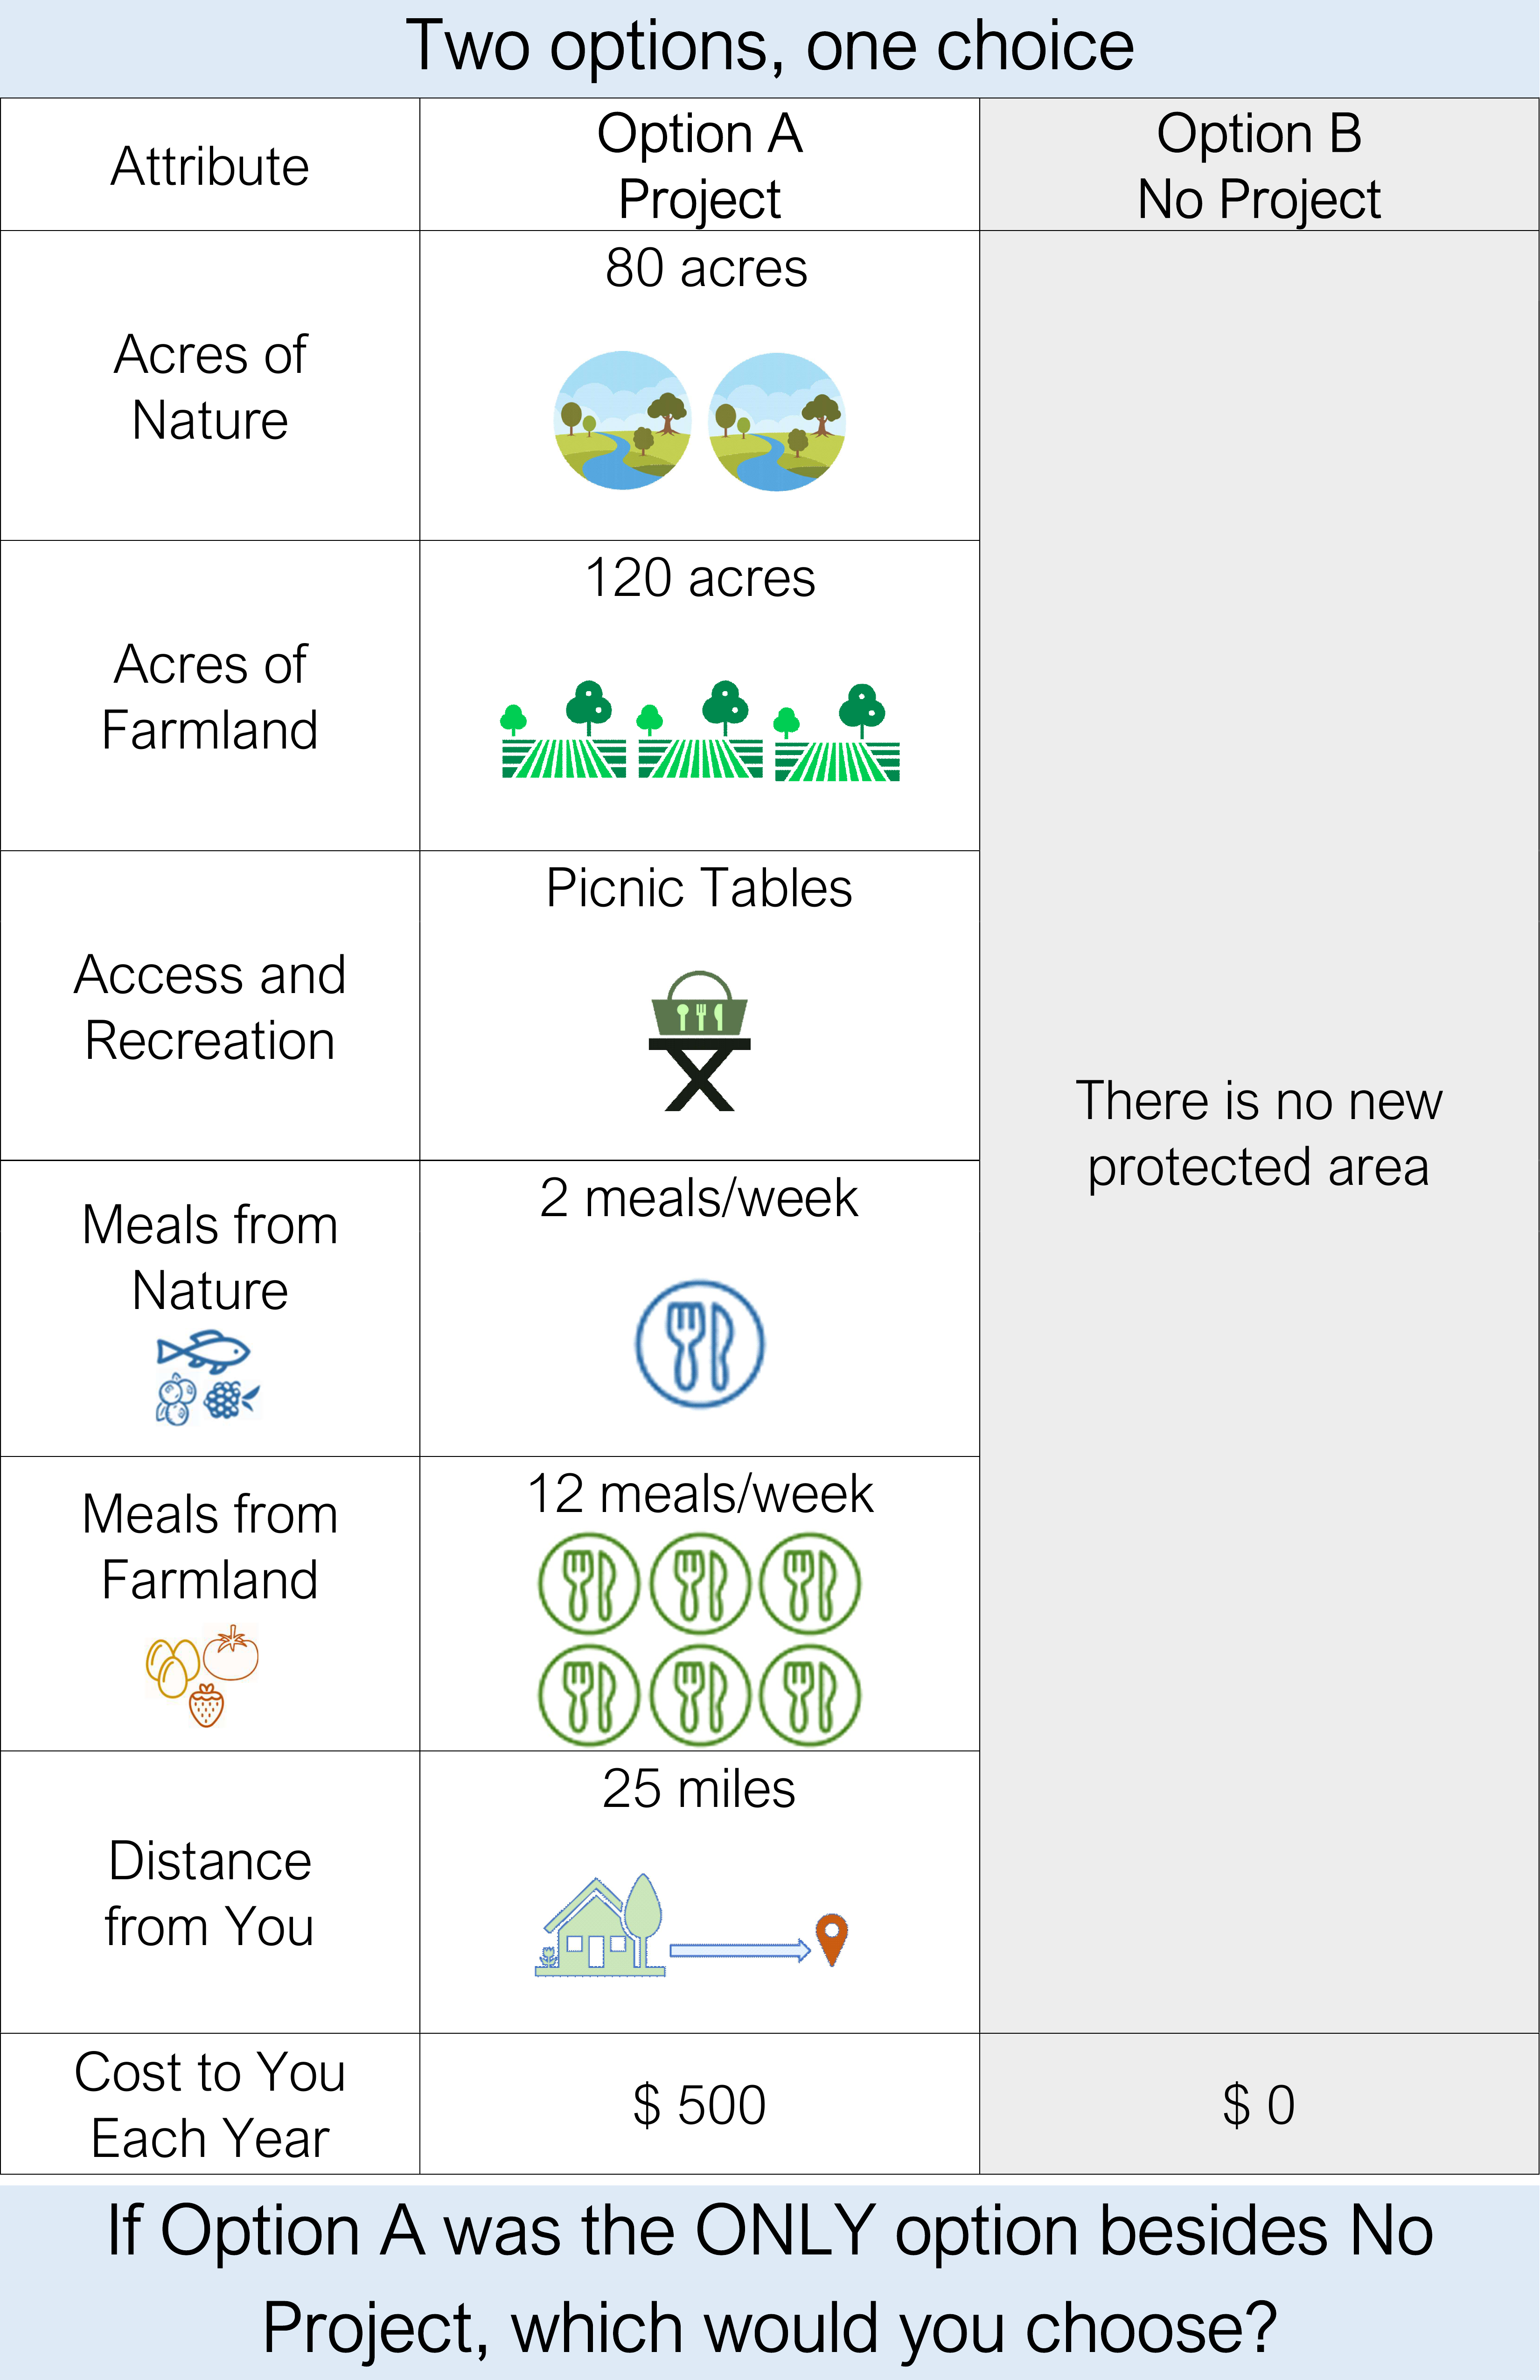 Two options, one choice
Attribute
Option A
Project
Option B
No Project
Acres of
Nature
80 acres
Acres of
Farmland
120 acres
Access and
Recreation
Picnic Tables
There is no new
protected area
Meals from
Nature
2 meals/week
Meals from
Farmland
12 meals/week
Distance
from You
25 miles
Cost to You
Each Year
$ 500
$ 0
If Option A was the ONLY option besides No
Project, which would you choose?